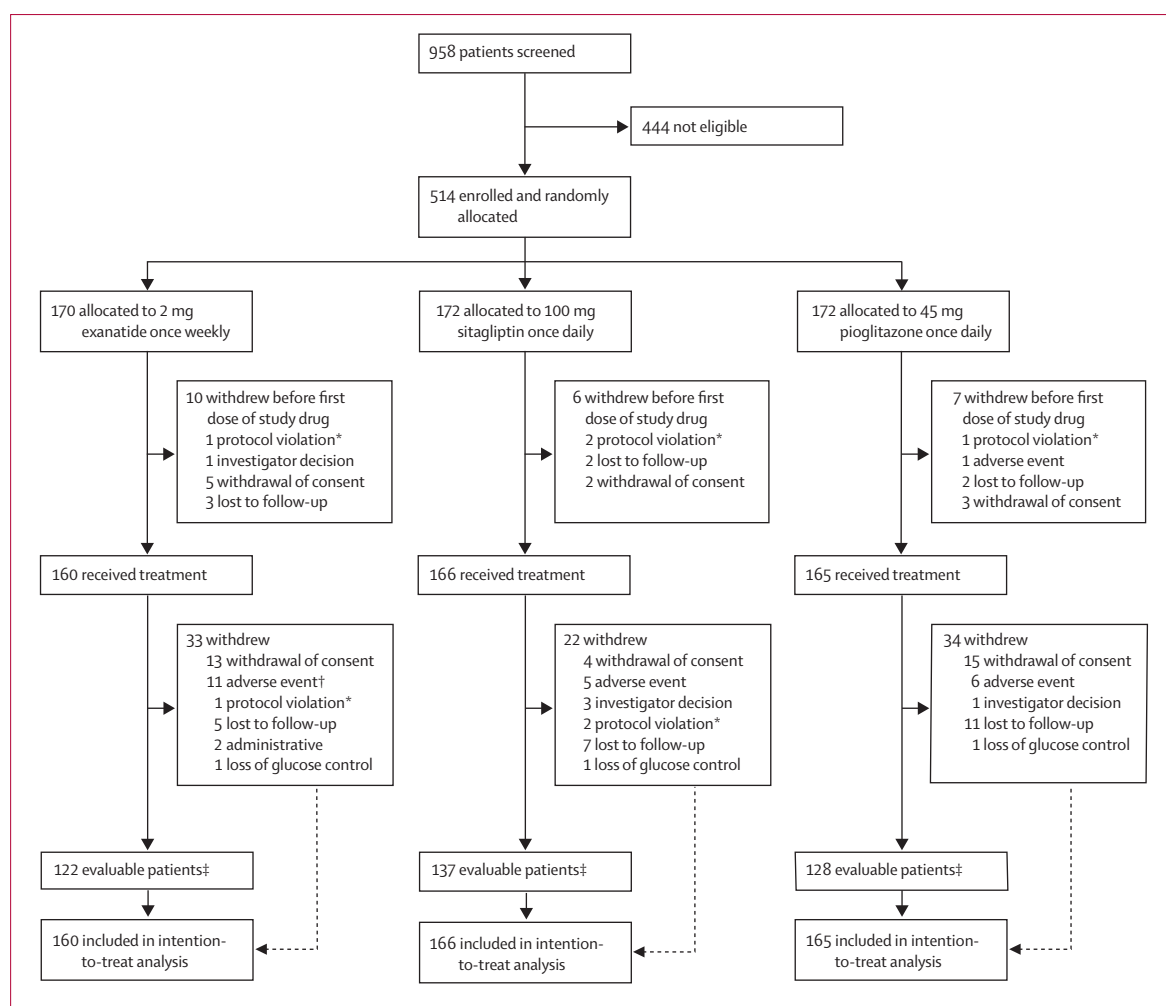 958 patients screened
444 not eligible
514 enrolled and randomly
allocated
170 allocated to 2 mg
exanatide once weekly
172 allocated to 100 mg
sitagliptin once daily
172 allocated to 45 mg
pioglitazone once daily
10 withdrew before first
dose of study drug
1 protocol violation*
1 investigator decision
5 withdrawal of consent
3 lost to follow-up
6 withdrew before first
dose of study drug
2 protocol violation*
2 lost to follow-up
2 withdrawal of consent
7 withdrew before first
dose of study drug
1 protocol violation*
1 adverse event
2 lost to follow-up
3 withdrawal of consent
160 received treatment
166 received treatment
165 received treatment
33 withdrew
13 withdrawal of consent
11 adverse event†
1 protocol violation*
5 lost to follow-up
2 administrative
1 loss of glucose control
22 withdrew
4 withdrawal of consent
5 adverse event
3 investigator decision
2 protocol violation*
7 lost to follow-up
1 loss of glucose control
34 withdrew
15 withdrawal of consent
6 adverse event
1 investigator decision
11 lost to follow-up
1 loss of glucose control
122 evaluable patients‡
137 evaluable patients‡
128 evaluable patients‡
160 included in intention-
to-treat analysis
166 included in intention-
to-treat analysis
165 included in intention-
to-treat analysis